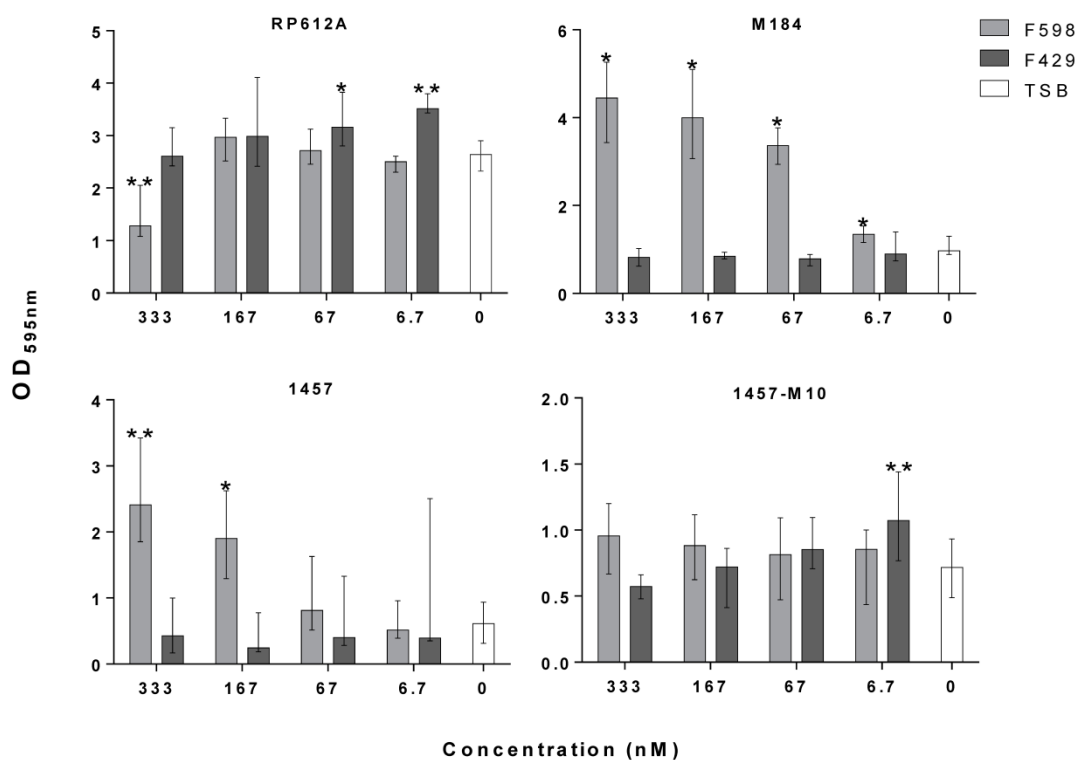 RP612A
5
4
3
2
1
0
**
*
**
333 167 67 6.7 0
M184
6
4
2
0
*
*
*
*
333 167 67 6.7 0
F598
F429
TSB
OD595nm
1457
4
3
2
1
0
**
*
333 167 67 6.7 0
1457-M10
2.0
1.5
1.0
0.5
0.0
**
333 167 67 6.7 0
Concentration (nM)